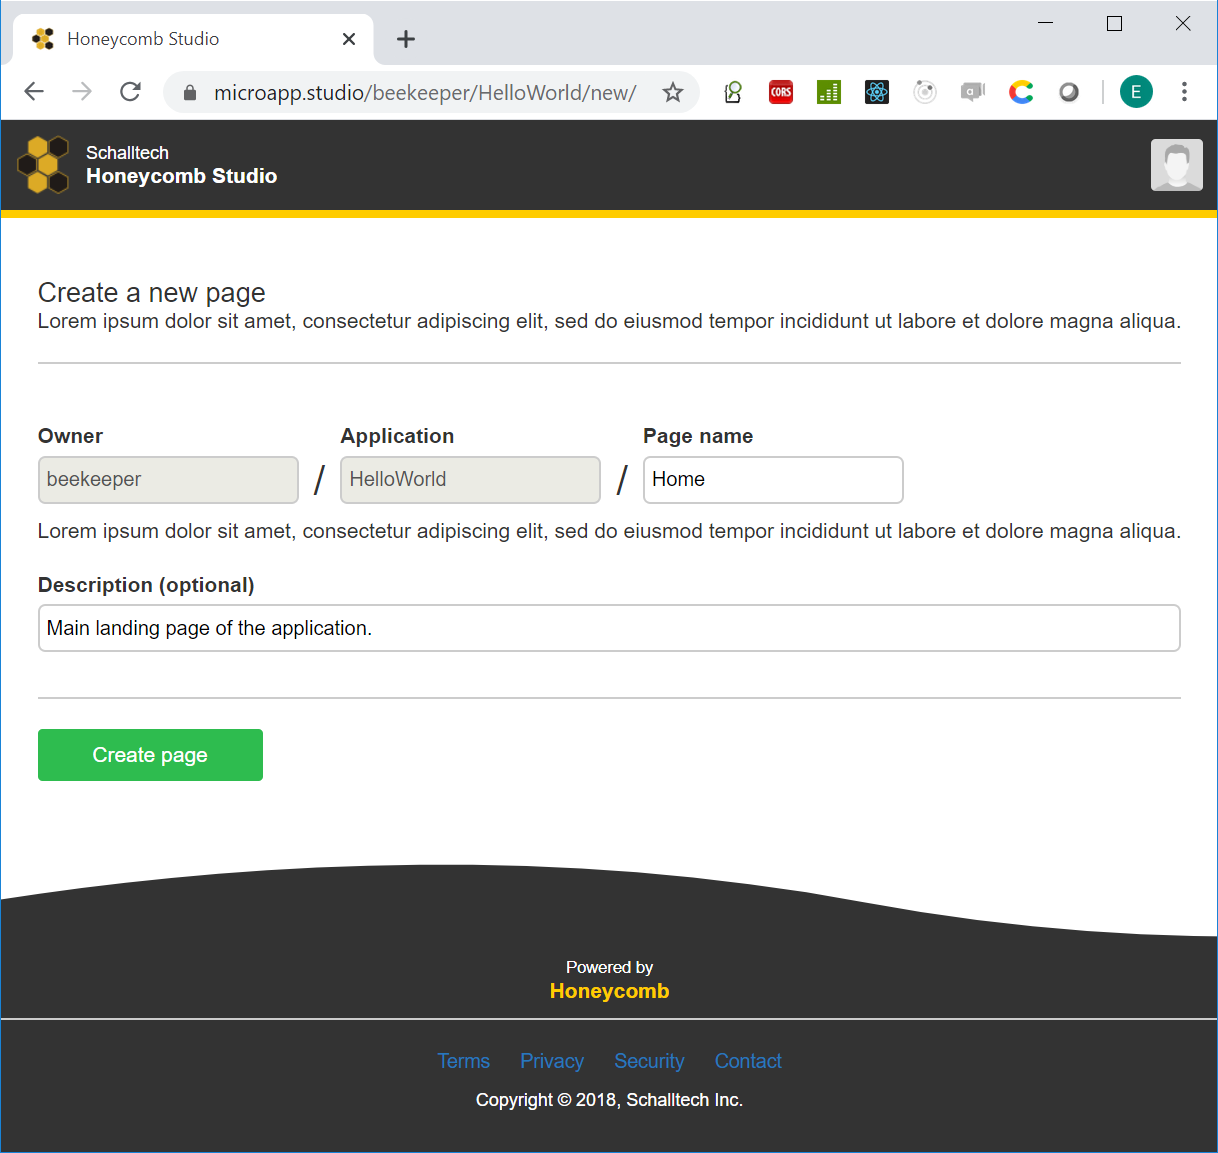 Honeycomb Studio
microapp.studio/beekeeper/HelloWorld/new/
CORS
a
E
Schalltech
Honeycomb Studio
Create a new page
Lorem ipsum dolor sit amet, consectetur adipiscing elit, sed do eiusmod tempor incididunt ut labore et dolore magna aliqua.
Owner Application Page name
beekeeper / HelloWorld / Home
Lorem ipsum dolor sit amet, consectetur adipiscing elit, sed do eiusmod tempor incididunt ut labore et dolore magna aliqua.
Description (optional)
Main landing page of the application.
Create page
Powered by
Honeycomb
Terms Privacy Security Contact
Copyright © 2018, Schalltech Inc.